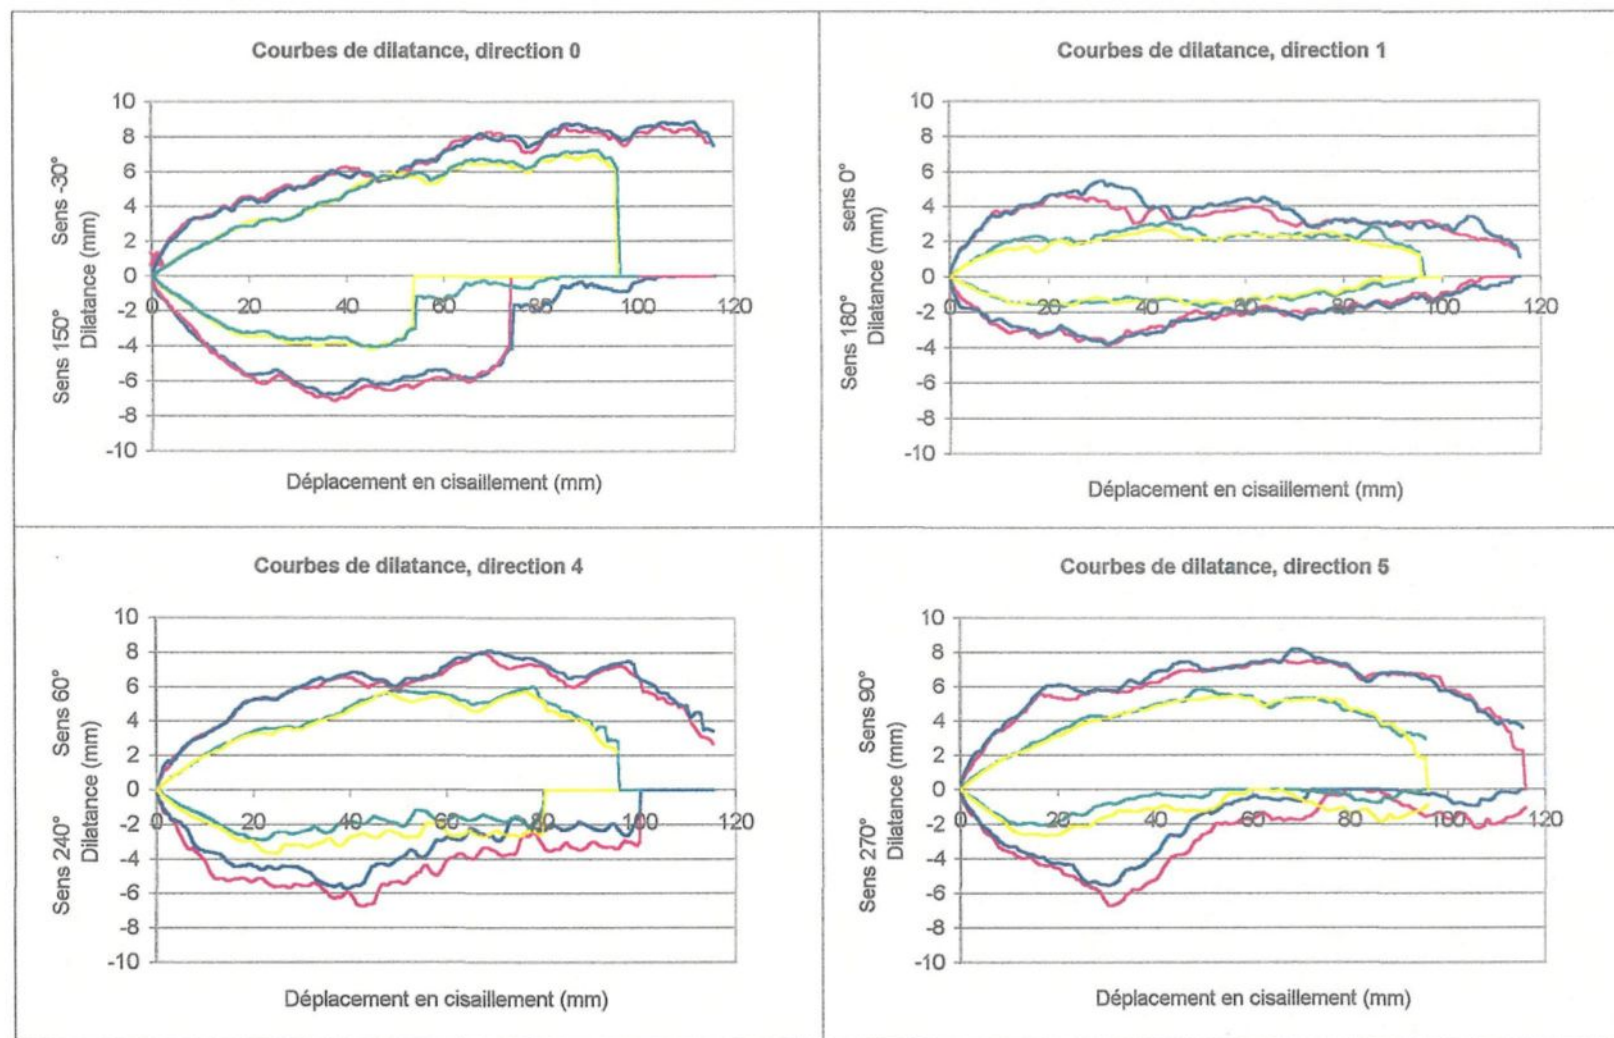 Courbes de dilatance, direction 0
Sens -30°
Sens 150°
Dilatance (mm)
10
8
6
4
2
0
-2
-4
-6
-8
-10
0 20 40 60 80 100 120
Déplacement en cisaillement (mm)
Courbes de dilatance, direction 1
sens 0°
Sens 180°
Dilatance (mm)
10
8
6
4
2
0
-2
-4
-6
-8
-10
0 20 40 60 80 100 120
Déplacement en cisaillement (mm)
Courbes de dilatance, direction 4
Sens 60°
Sens 240°
Dilatance (mm)
10
8
6
4
2
0
-2
-4
-6
-8
-10
0 20 40 60 80 100 120
Déplacement en cisaillement (mm)
Courbes de dilatance, direction 5
Sens 90°
Sens 270°
Dilatance (mm)
10
8
6
4
2
0
-2
-4
-6
-8
-10
0 20 40 60 80 100 120
Déplacement en cisaillement (mm)